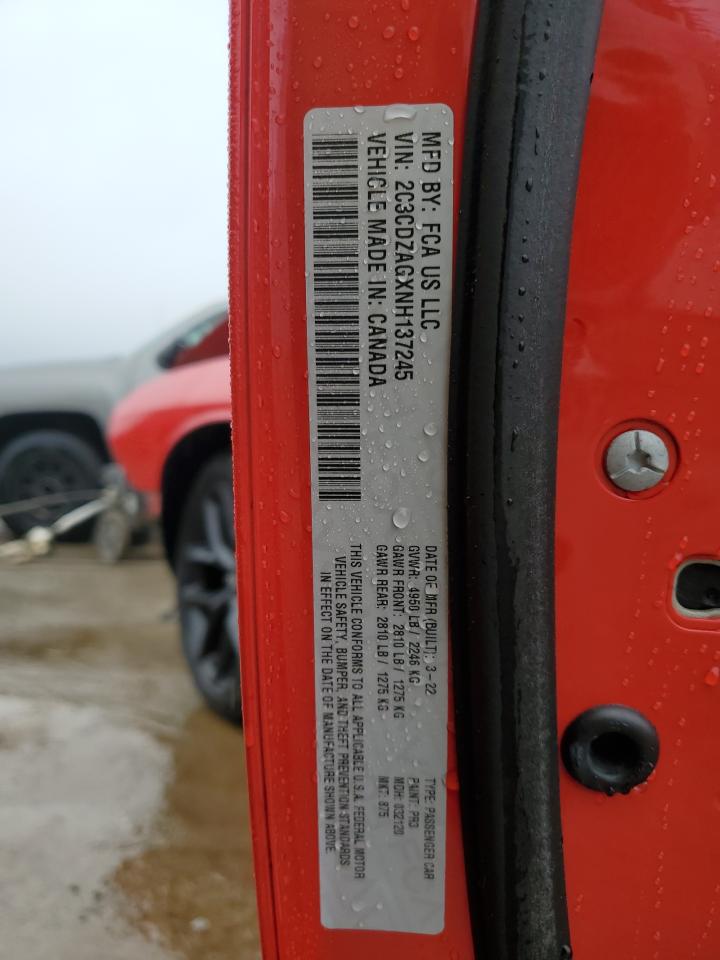 MFD BY: FCA US LLC
VIN: 2C3CDZAGXNH137245
VEHICLE MADE IN: CANADA
DATE OF MFR (BUILT): 3-22
GVWR: 4950 LB / 2246 KG
GAWR FRONT: 2810 LB / 1275 KG
GAWR REAR: 2810 LB / 1275 KG
TYPE: PASSENGER CAR
PAINT: PR3
MDH: 032120
MKT: 875
THIS VEHICLE CONFORMS TO ALL APPLICABLE U.S.A. FEDERAL MOTOR
VEHICLE SAFETY, BUMPER, AND THEFT PREVENTION STANDARDS
IN EFFECT ON THE DATE OF MANUFACTURE SHOWN ABOVE